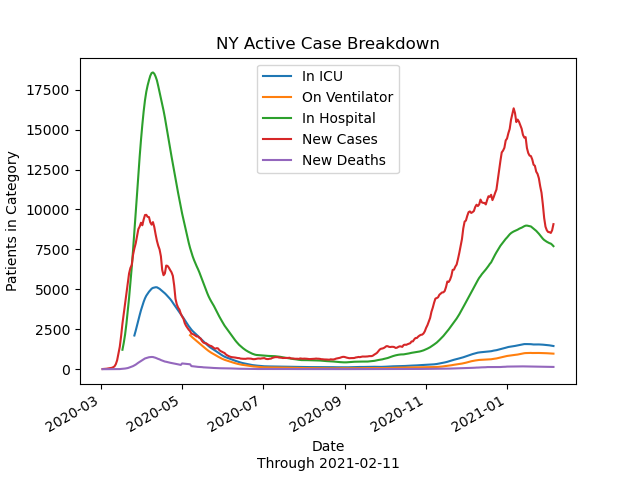 NY Active Case Breakdown
In ICU
On Ventilator
In Hospital
New Cases
New Deaths
Patients in Category
17500
15000
12500
10000
7500
5000
2500
0
2020-03
2020-05
2020-07
2020-09
2020-11
2021-01
Date
Through 2021-02-11